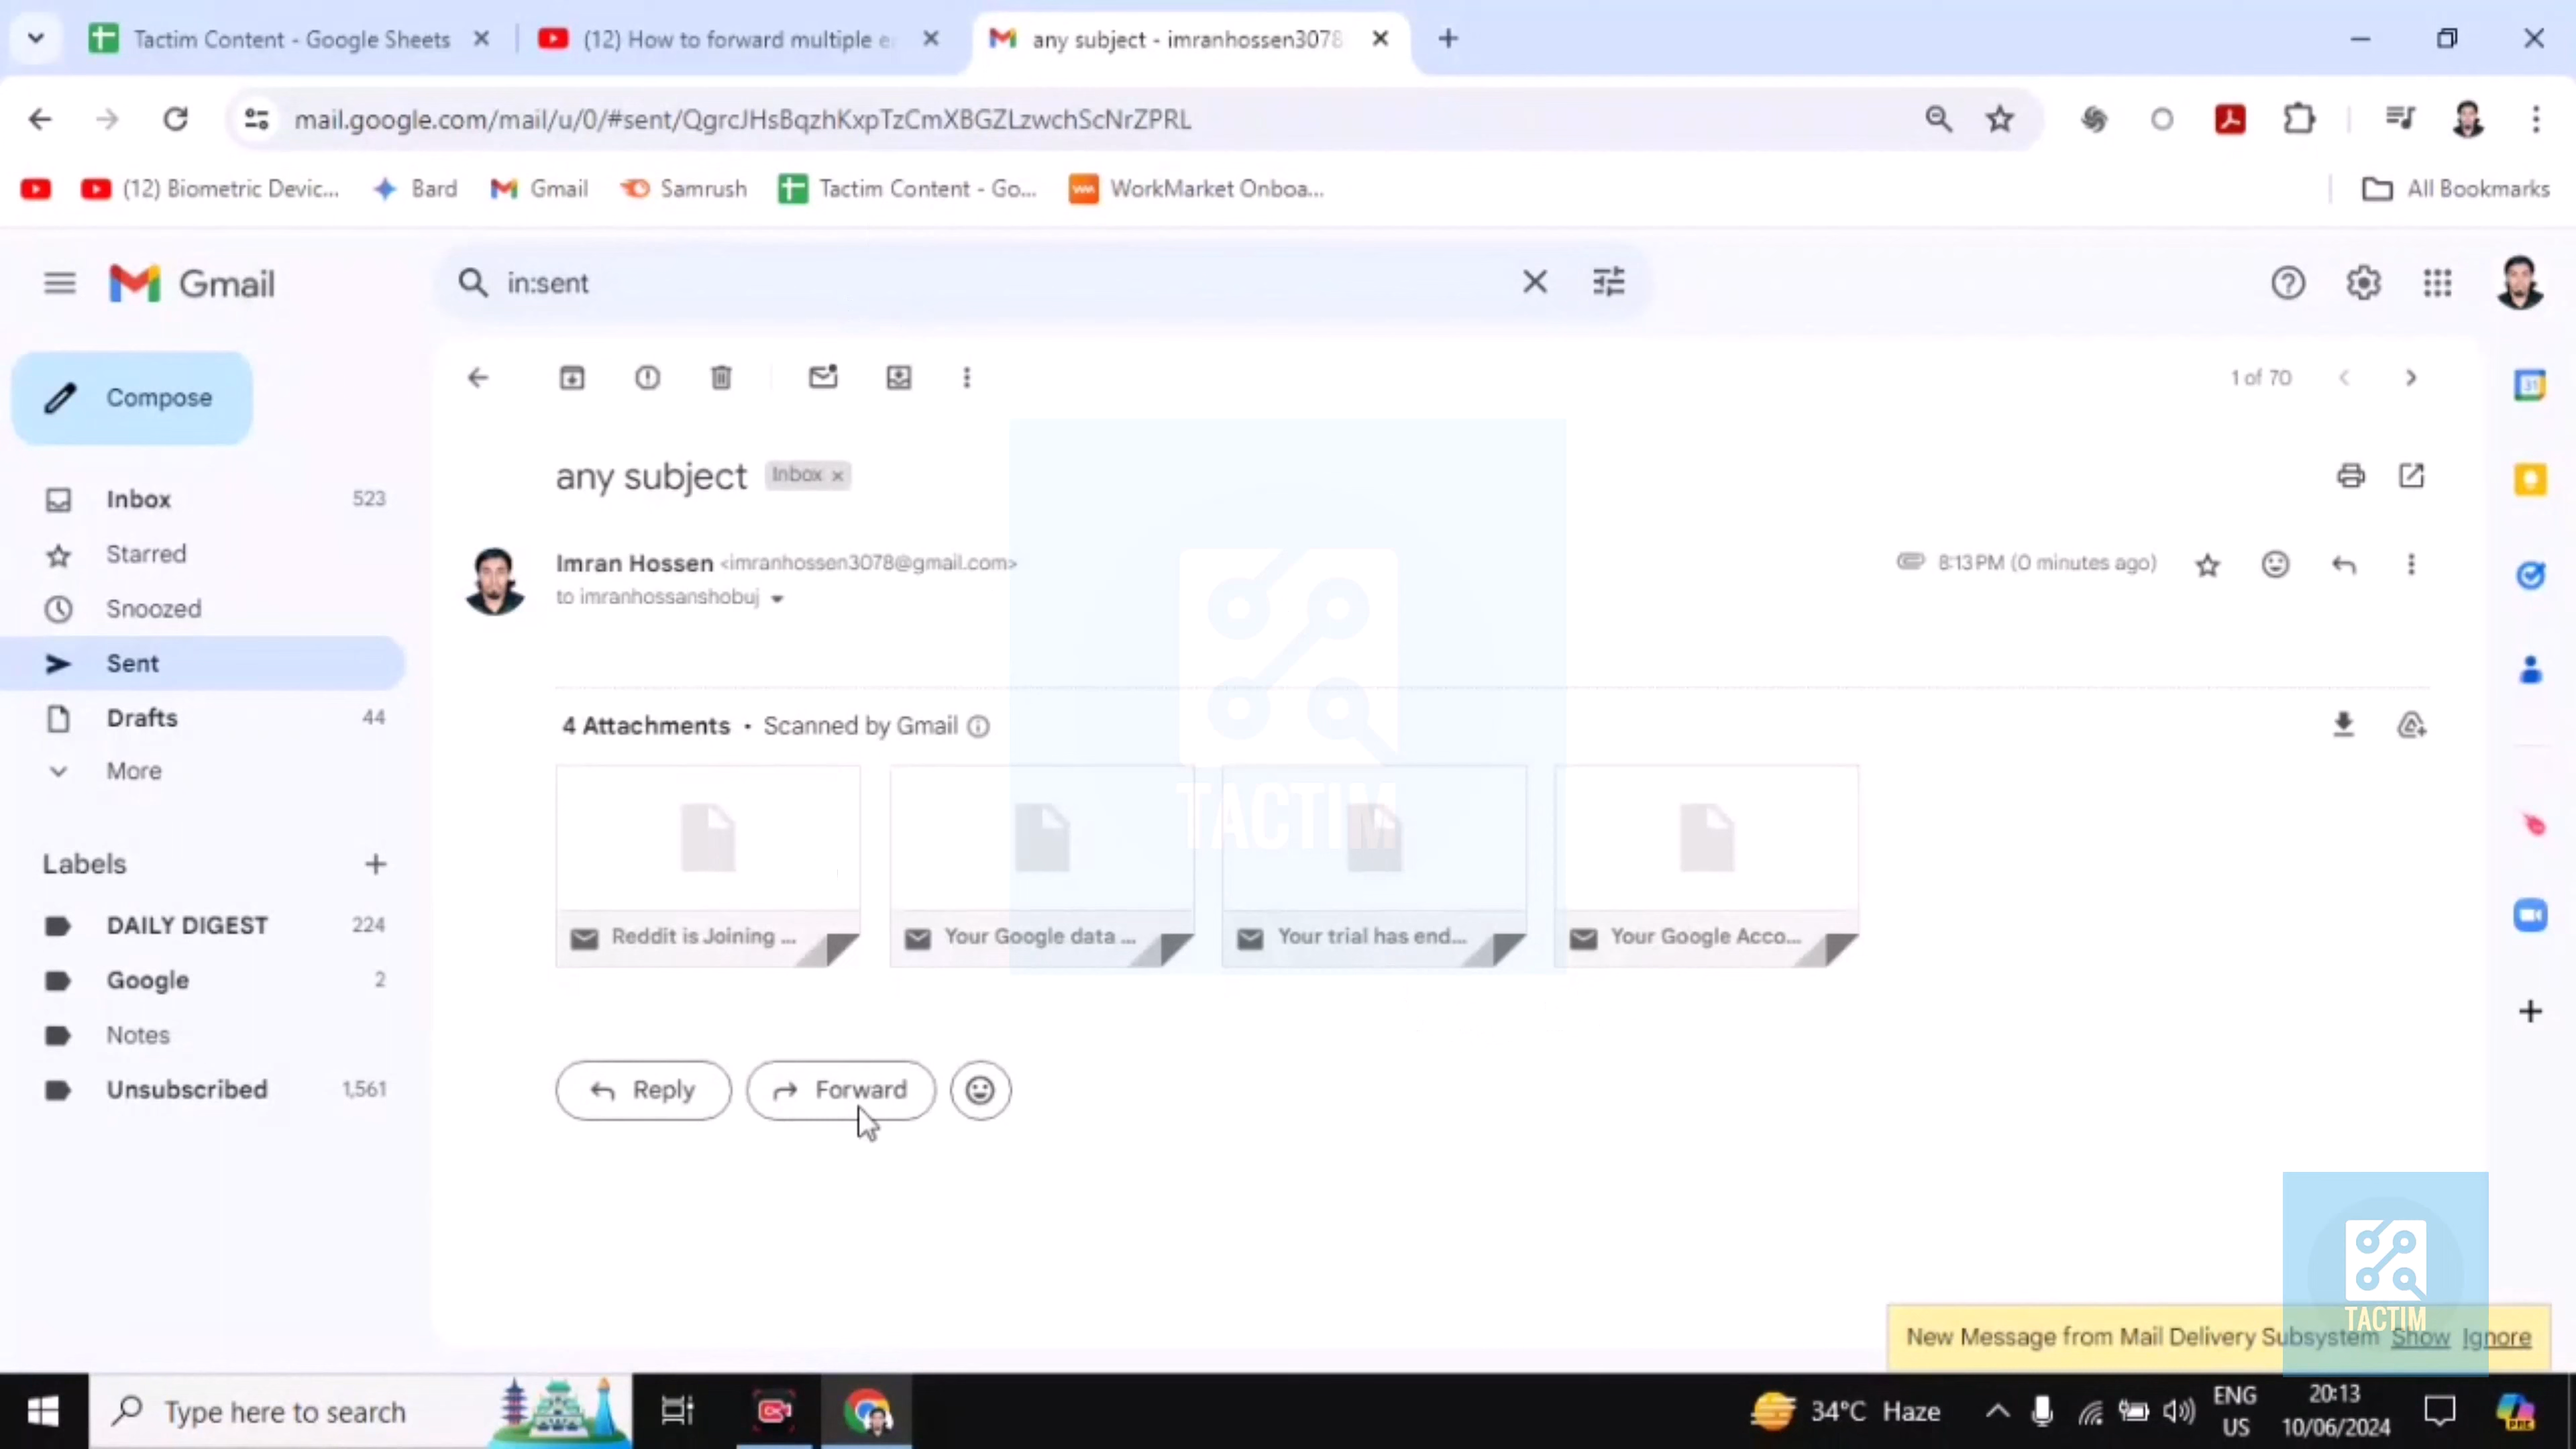 Tactim Content - Google Sheets
(12) How to forward multiple e
any subject - imranhossen3078
mail.google.com/mail/u/0/#sent/QgrcJHsBqzhKxpTzCmXBGZLzwchScNrZPRL
(12) Biometric Devic...
Bard
Gmail
Samrush
Tactim Content - Go...
WorkMarket Onboa...
All Bookmarks
Gmail
in:sent
Compose
1 of 70
any subject
Inbox x
Inbox 523
Starred
Snoozed
Sent
Drafts 44
More
Imran Hossen <imranhossen3078@gmail.com>
8:13 PM (0 minutes ago)
to imranhossanshobuj
4 Attachments • Scanned by Gmail
TACTIM
Reddit is Joining ...
Your Google data ...
Your trial has end...
Your Google Acco...
Labels
DAILY DIGEST 224
Google 2
Notes
Unsubscribed 1,561
Reply
Forward
TACTIM
New Message from Mail Delivery Subsystem Show Ignore
Type here to search
34°C Haze
ENG
US
20:13
10/06/2024